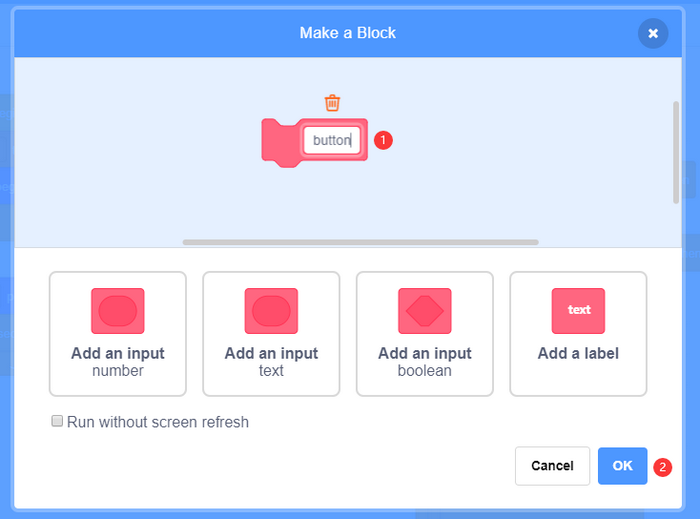 Make a Block
button
1
text
Add an input
number
Add an input
text
Add an input
boolean
Add a label
Run without screen refresh
Cancel
OK
2